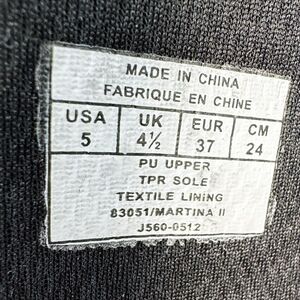 MADE IN CHINA
FABRIQUE EN CHINE
USA UK EUR CM
5 4½ 37 24
PU UPPER
TPR SOLE
TEXTILE LINING
83051/MARTINA II
J560-0512